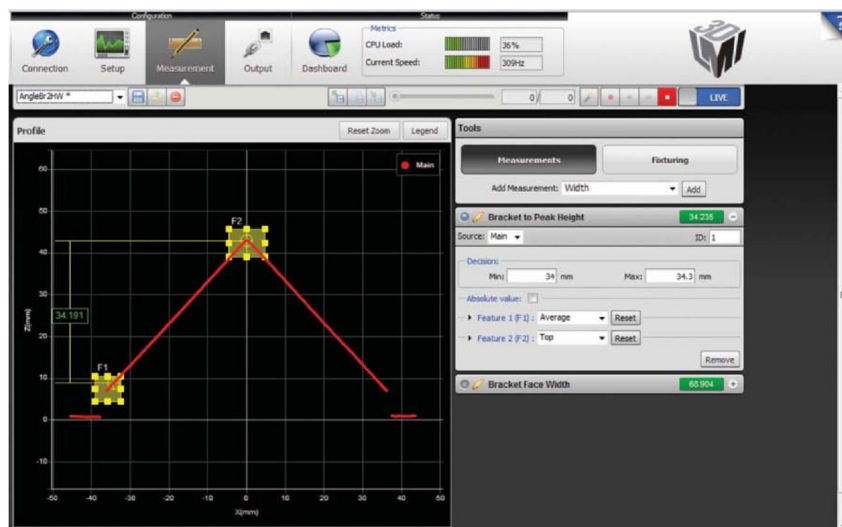 Configuration Status
Metrics
CPU Load: 36%
Current Speed: 309Hz
Connection Setup Measurement Output Dashboard
3D
LMI
?
AngleBr2HW * 0/ 0 LIVE
Profile Reset Zoom Legend
Main
F2
F1
34.191
60
50
40
30
20
10
0
-10
Z(mm)
-50 -40 -30 -20 -10 0 10 20 30 40 50
X(mm)
Tools
Measurements Fixturing
Add Measurement: Width Add
Bracket to Peak Height 34.236
Source: Main ID: 1
Decision:
Min: 34 mm Max: 34.3 mm
Absolute value:
Feature 1 (F1) : Average Reset
Feature 2 (F2) : Top Reset
Remove
Bracket Face Width 68.904